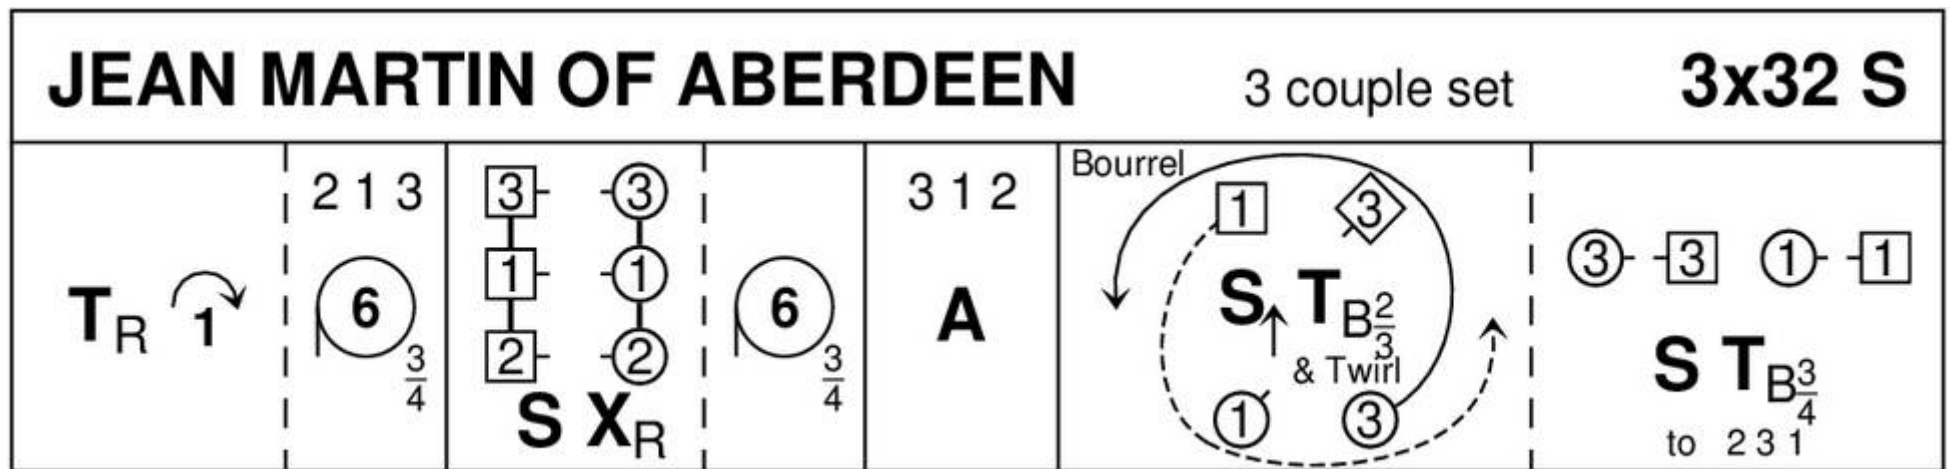 JEAN MARTIN OF ABERDEEN 3 couple set 3x32 S
TR 1
2 1 3
6 3/4
3 3
1 1
2 2
S XR
6 3/4
3 1 2
A
Bourrel
1 3
S TB 2/3
& Twirl
1 3
3 3 1 1
S TB 3/4
to 2 3 1